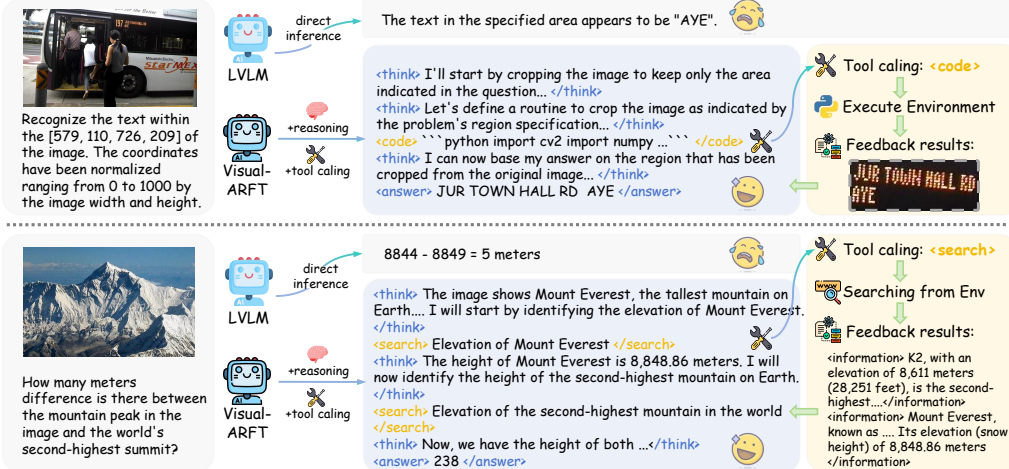 direct
inference
LVLM
The text in the specified area appears to be "AYE".
197
starMEX
Recognize the text within
the [579, 110, 726, 209] of
the image. The coordinates
have been normalized
ranging from 0 to 1000 by
the image width and height.
AI
+reasoning
Visual-
ARFT
+tool calling
<think> I'll start by cropping the image to keep only the area
indicated in the question... </think>
<think> Let's define a routine to crop the image as indicated by
the problem's region specification... </think>
<code> ```python import cv2 import numpy ...``` </code>
<think> I can now base my answer on the region that has been
cropped from the original image... </think>
<answer> JUR TOWN HALL RD  AYE </answer>
Tool caling: <code>
Execute Environment
Feedback results:
JUR TOWN HALL RD
AYE
How many meters
difference is there between
the mountain peak in the
image and the world's
second-highest summit?
AI
direct
inference
LVLM
8844 - 8849 = 5 meters
AI
+reasoning
Visual-
ARFT
+tool calling
<think> The image shows Mount Everest, the tallest mountain on
Earth.... I will start by identifying the elevation of Mount Everest.
</think>
<search> Elevation of Mount Everest </search>
<think> The height of Mount Everest is 8,848.86 meters. I will
now identify the height of the second-highest mountain on Earth.
</think>
<search> Elevation of the second-highest mountain in the world
</search>
<think> Now, we have the height of both ...</think>
<answer> 238 </answer>
Tool caling: <search>
www
Searching from Env
Feedback results:
<information> K2, with an
elevation of 8,611 meters
(28,251 feet), is the second-
highest....</information>
<information> Mount Everest,
known as .... Its elevation (snow
height) of 8,848.86 meters
</information>